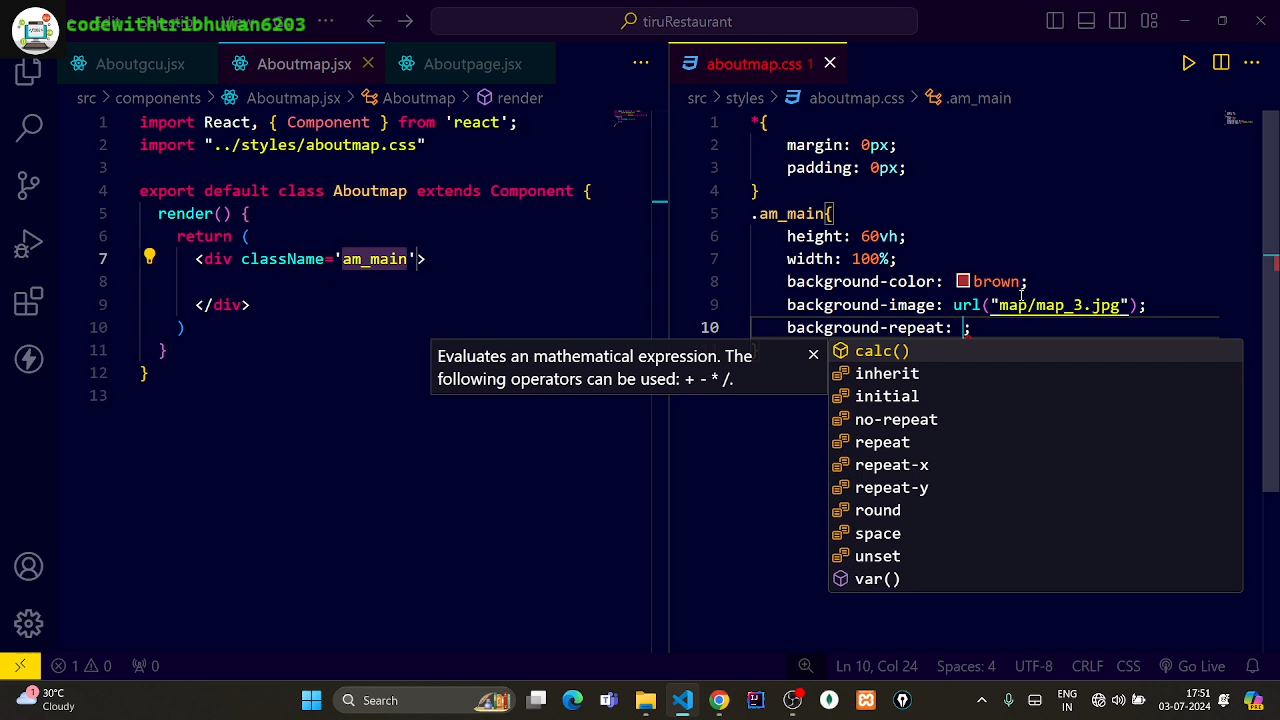 codewithtribhuwan6203
tiruRestaurant
Aboutgcu.jsx
Aboutmap.jsx
Aboutpage.jsx
src components Aboutmap.jsx Aboutmap render
1 import React, { Component } from 'react';
2 import "../styles/aboutmap.css"
3
4 export default class Aboutmap extends Component {
5 render() {
6 return (
7 <div className='am_main'>
8
9 </div>
10 )
11 }
12 }
13
aboutmap.css 1
src styles aboutmap.css .am_main
1 *{
2 margin: 0px;
3 padding: 0px;
4 }
5 .am_main{
6 height: 60vh;
7 width: 100%;
8 background-color: brown;
9 background-image: url("map/map_3.jpg");
10 background-repeat: ;
Evaluates an mathematical expression. The
following operators can be used: + - * /.
calc()
inherit
initial
no-repeat
repeat
repeat-x
repeat-y
round
space
unset
var()
1 0 0
Ln 10, Col 24 Spaces: 4 UTF-8 CRLF CSS Go Live
1
30°C
Cloudy
Search
ENG
IN
17:51
03-07-2024